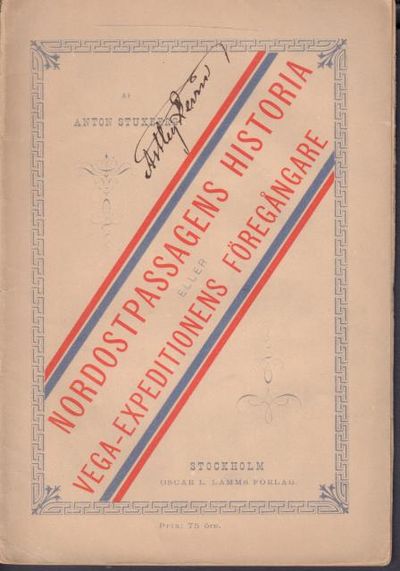 AF
ANTON STUXBERG
NORDOSTPASSAGENS HISTORIA
ELLER
VEGA-EXPEDITIONENS FÖREGÅNGARE
STOCKHOLM
OSCAR L. LAMMS FÖRLAG.
Pris: 75 öre.